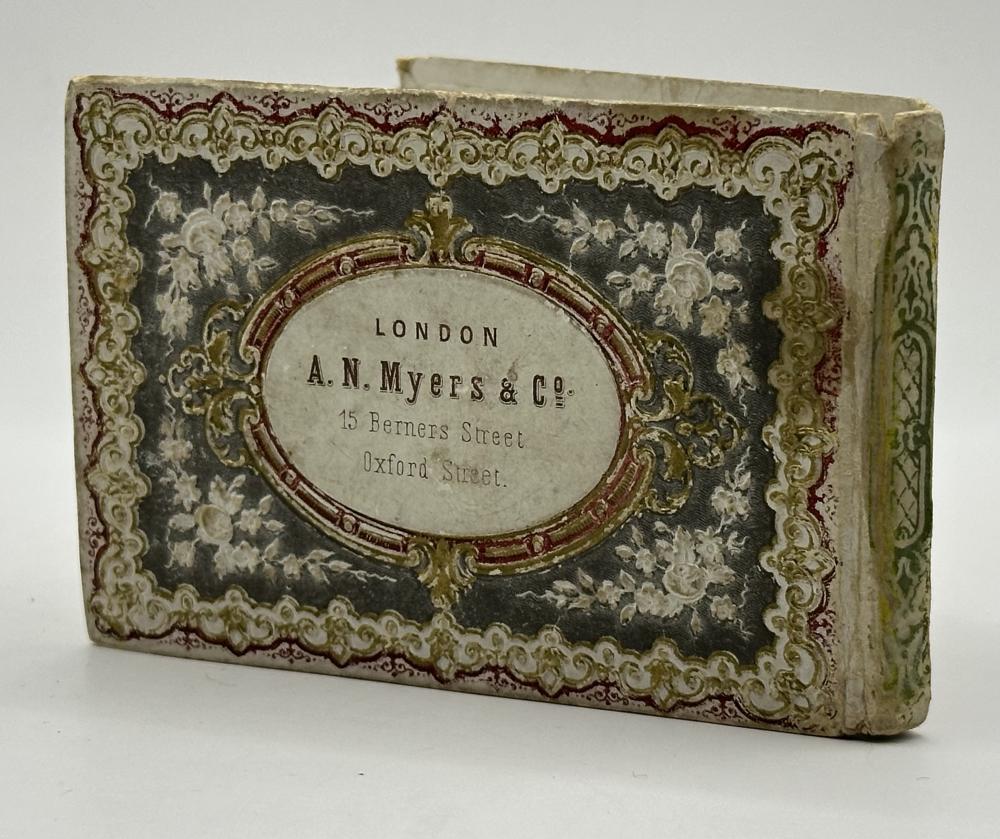 LONDON
A. N. Myers & Cº.
15 Berners Street
Oxford Street.